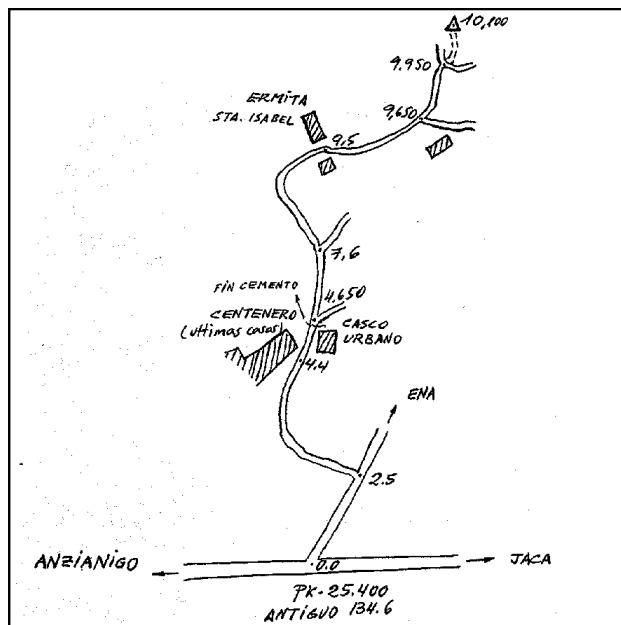 10,100
9.950
9,650
ERMITA
STA. ISABEL
9,5
7,6
FIN CEMENTO
4.650
CENTENERO
(ultimas casas)
CASCO
URBANO
4.4
ENA
2.5
ANZIANIGO
0.0
JACA
PK-25.400
ANTIGUO 134.6